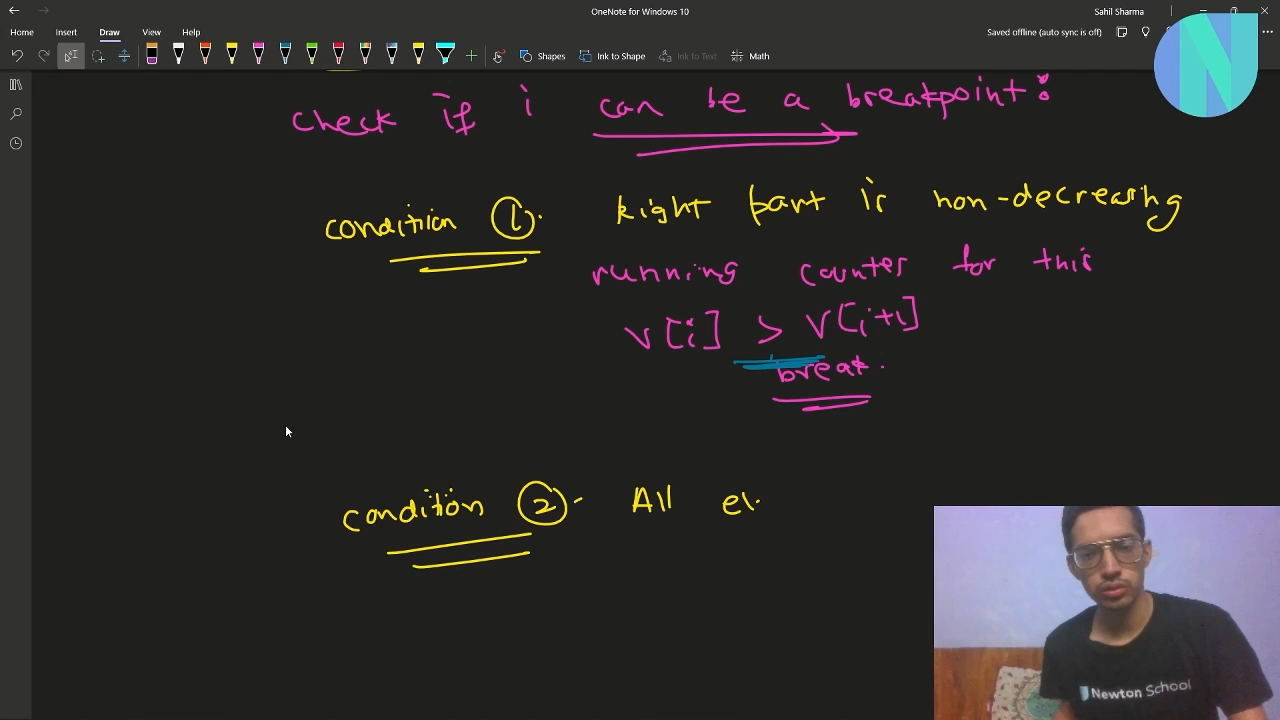 OneNote for Windows 10
Sahil Sharma
Home Insert Draw View Help
Saved offline (auto sync is off)
Shapes Ink to Shape Ink to Text Math
check if i can be a breakpoint:
condition 1. Right part is non-decreasing
running counter for this
v[i] > v[i+1]
break.
condition 2 - All el.
Newton School